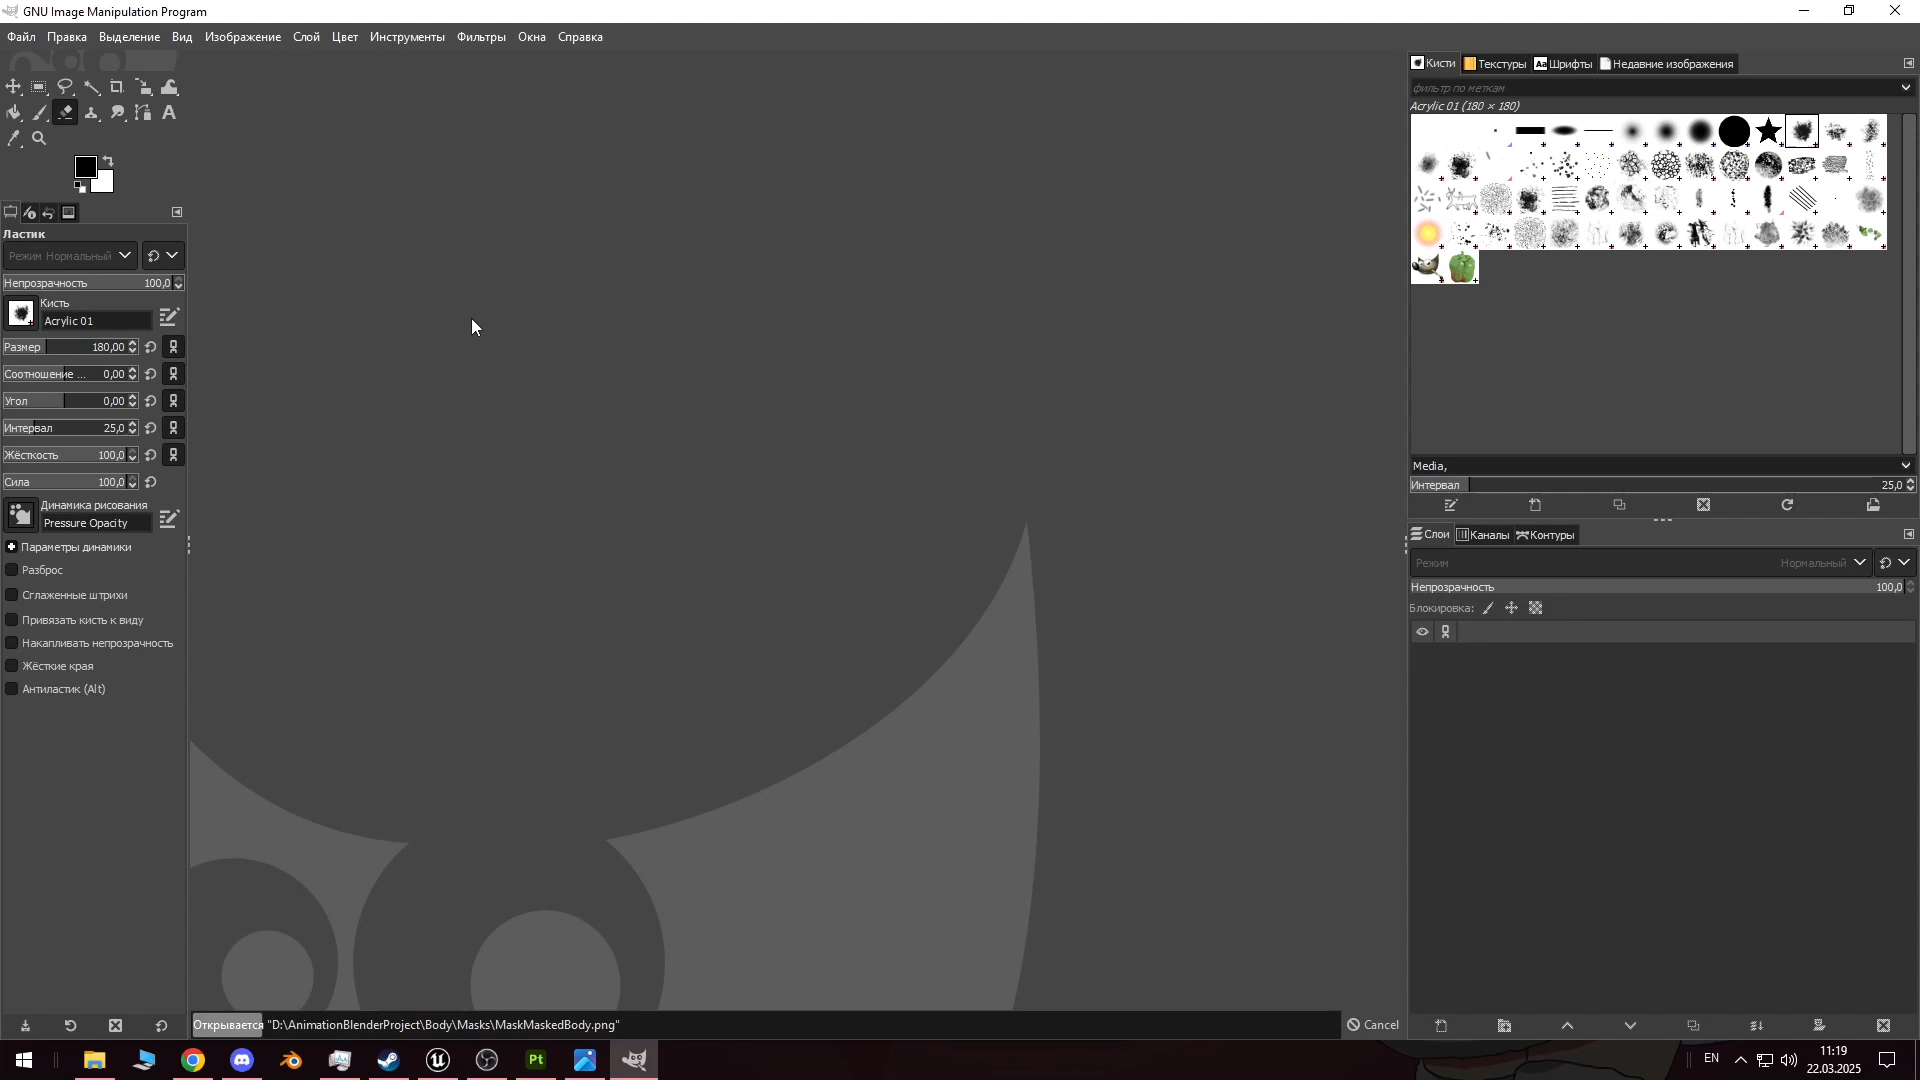 GNU Image Manipulation Program
Файл Правка Выделение Вид Изображение Слой Цвет Инструменты Фильтры Окна Справка
Ластик
Режим Нормальный
Непрозрачность 100,0
Кисть
Acrylic 01
Размер 180,00
Соотношение ... 0,00
Угол 0,00
Интервал 25,0
Жёсткость 100,0
Сила 100,0
Динамика рисования
Pressure Opacity
Параметры динамики
Разброс
Сглаженные штрихи
Привязать кисть к виду
Накапливать непрозрачность
Жёсткие края
Антиластик (Alt)
Открывается "D:\AnimationBlenderProject\Body\Masks\MaskMaskedBody.png"
Cancel
Кисти Текстуры Aa Шрифты Недавние изображения
фильтр по меткам
Acrylic 01 (180 × 180)
Media,
Интервал 25,0
Слои Каналы Контуры
Режим Нормальный
Непрозрачность 100,0
Блокировка:
Pt
EN
11:19
22.03.2025